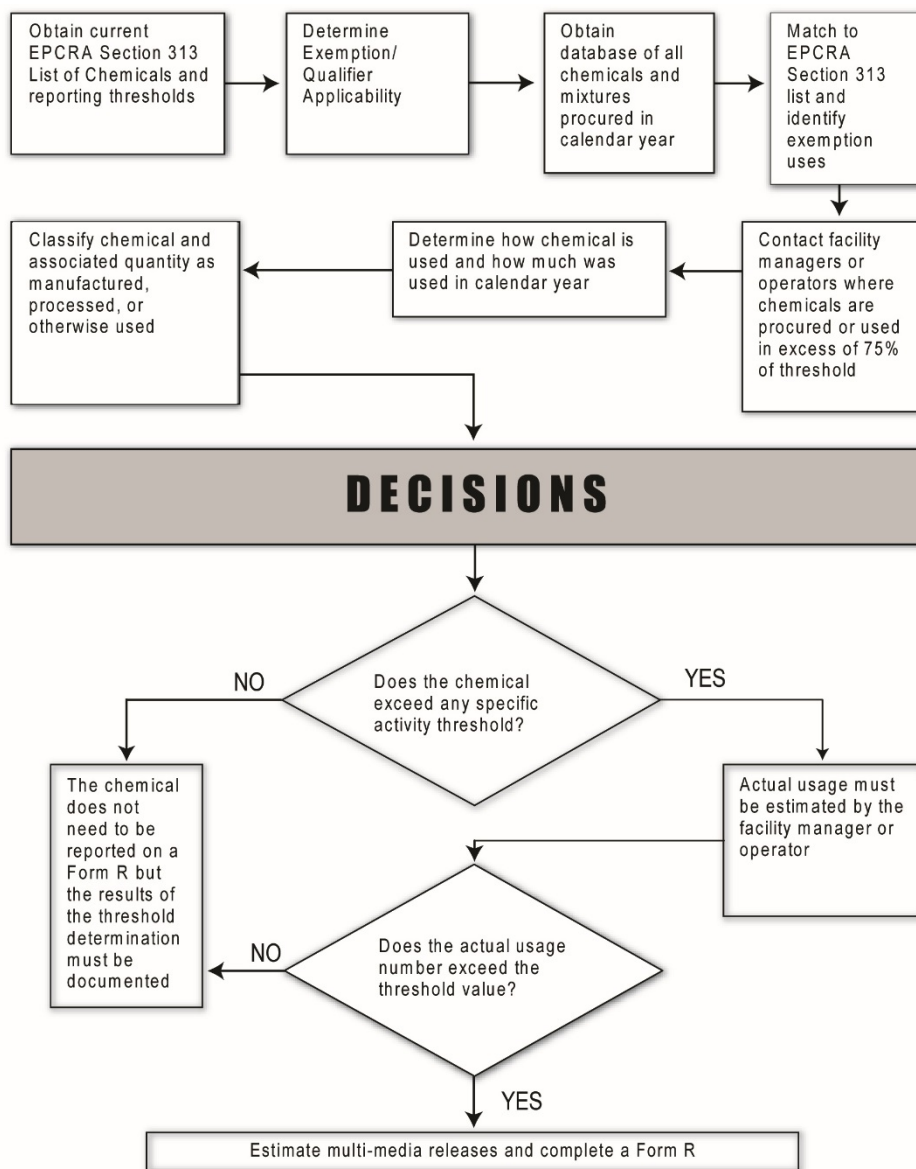 Obtain current
EPCRA Section 313
List of Chemicals and
reporting thresholds
Determine
Exemption/
Qualifier
Applicability
Obtain
database of all
chemicals and
mixtures
procured in
calendar year
Match to
EPCRA
Section 313
list and
identify
exemption
uses
Contact facility
managers or
operators where
chemicals are
procured or used
in excess of 75%
of threshold
Determine how chemical is
used and how much was
used in calendar year
Classify chemical and
associated quantity as
manufactured,
processed, or
otherwise used
DECISIONS
Does the chemical
exceed any specific
activity threshold?
NO
YES
The chemical
does not
need to be
reported on a
Form R but
the results of
the threshold
determination
must be
documented
Actual usage must
be estimated by the
facility manager or
operator
Does the actual usage
number exceed the
threshold value?
NO
YES
Estimate multi-media releases and complete a Form R